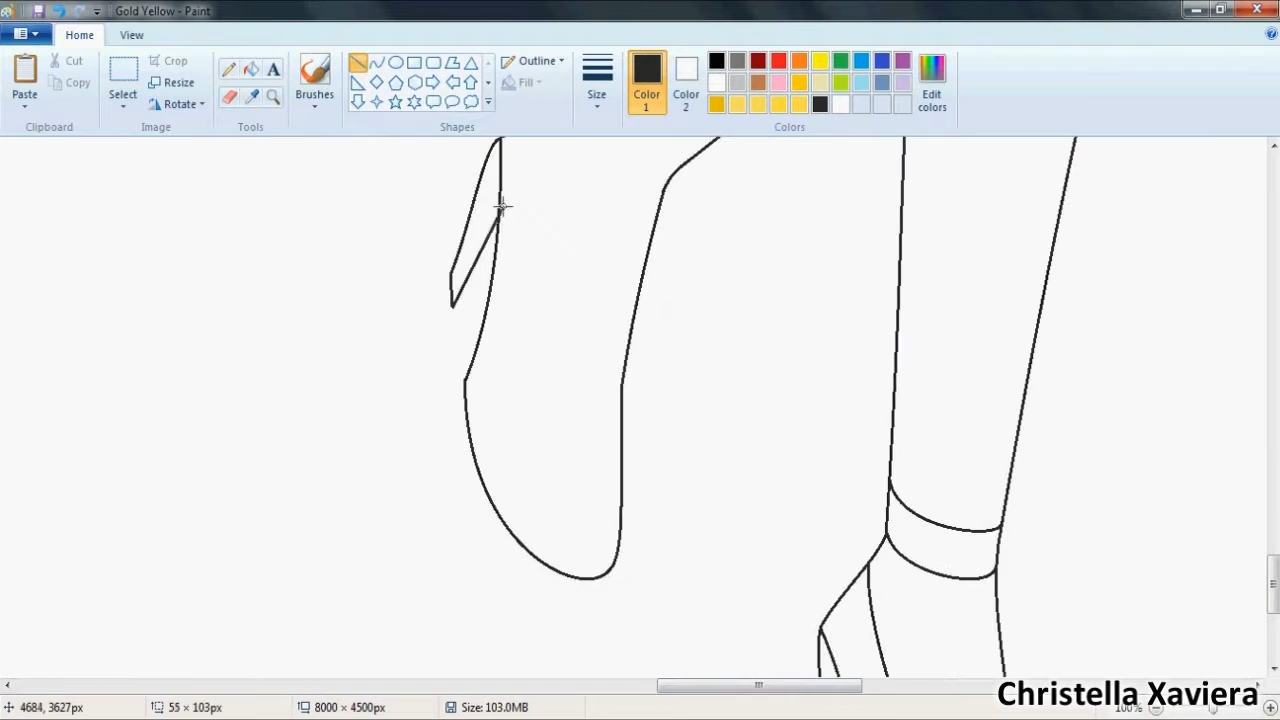 Gold Yellow - Paint
Home
View
Paste
Cut
Copy
Clipboard
Select
Crop
Resize
Rotate
Image
A
Tools
Brushes
Outline
Fill
Shapes
Size
Color 1
Color 2
Edit colors
Colors
4684, 3627px
55 × 103px
8000 × 4500px
Size: 103.0MB
100%
Christella Xaviera